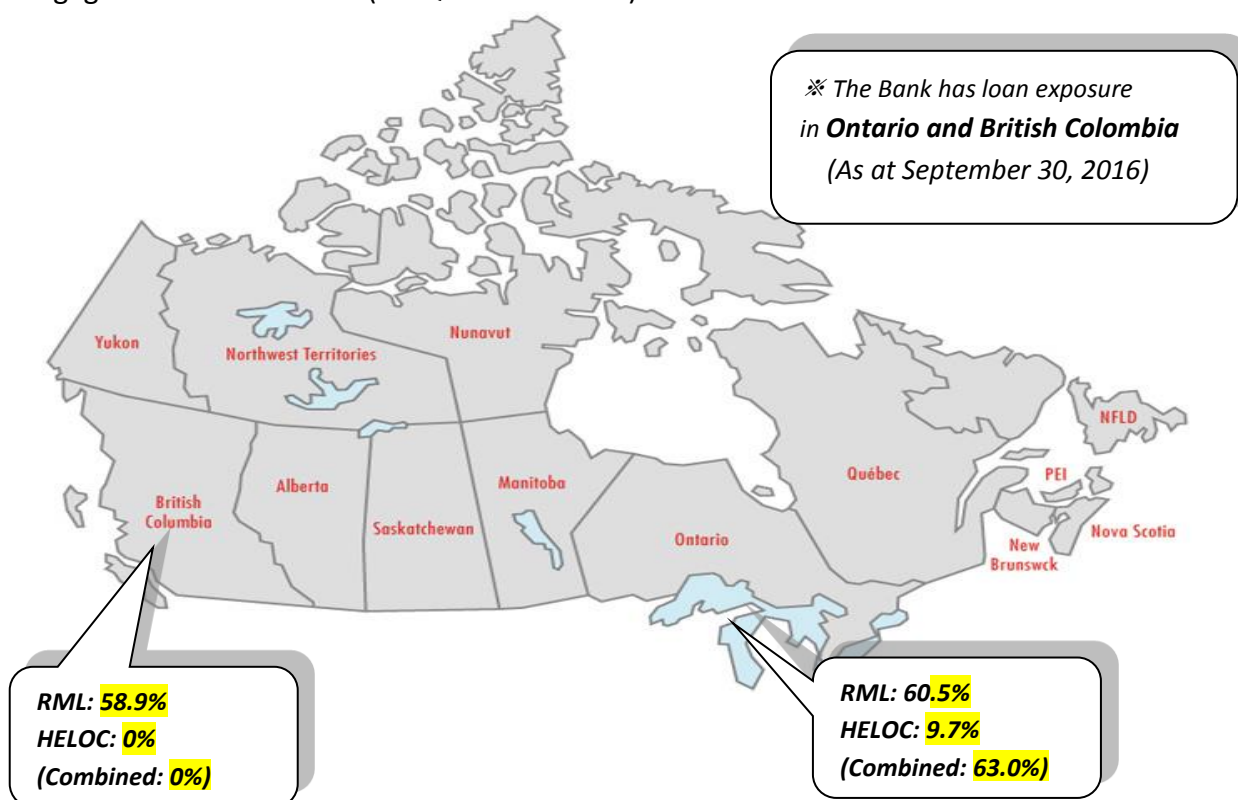 ※ The Bank has loan exposure
in Ontario and British Colombia
(As at September 30, 2016)
Yukon
Northwest Territories
Nunavut
British
Columbia
Alberta
Saskatchewan
Manitoba
Ontario
Québec
NFLD
PEI
New
Brunswck
Nova Scotia
RML: 58.9%
HELOC: 0%
(Combined: 0%)
RML: 60.5%
HELOC: 9.7%
(Combined: 63.0%)